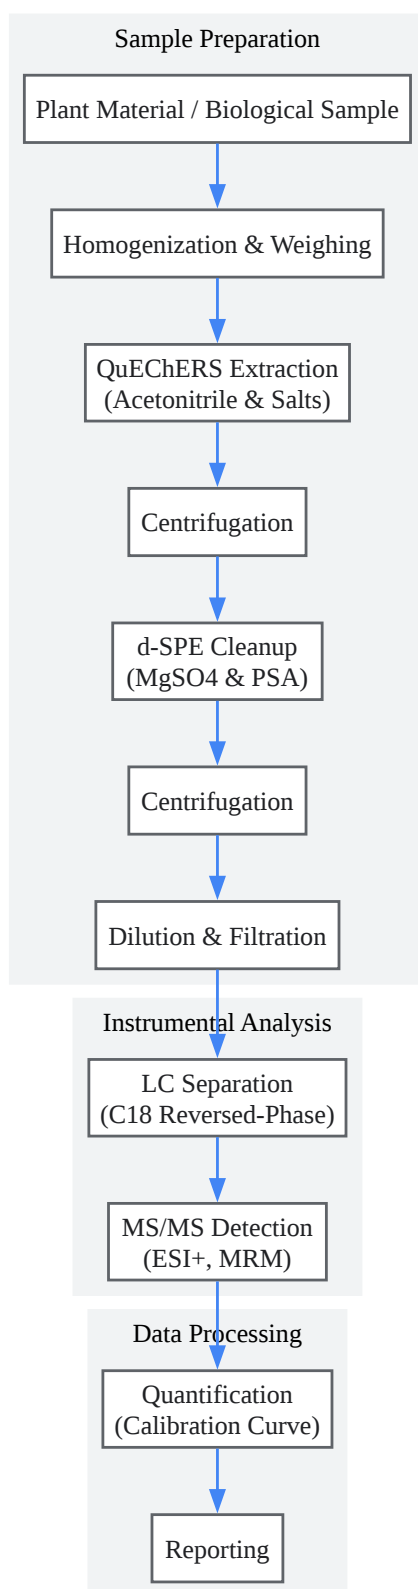 Sample Preparation
Plant Material / Biological Sample
Homogenization & Weighing
QuEChERS Extraction
(Acetonitrile & Salts)
Centrifugation
d-SPE Cleanup
(MgSO4 & PSA)
Centrifugation
Dilution & Filtration
Instrumental Analysis
LC Separation
(C18 Reversed-Phase)
MS/MS Detection
(ESI+, MRM)
Data Processing
Quantification
(Calibration Curve)
Reporting